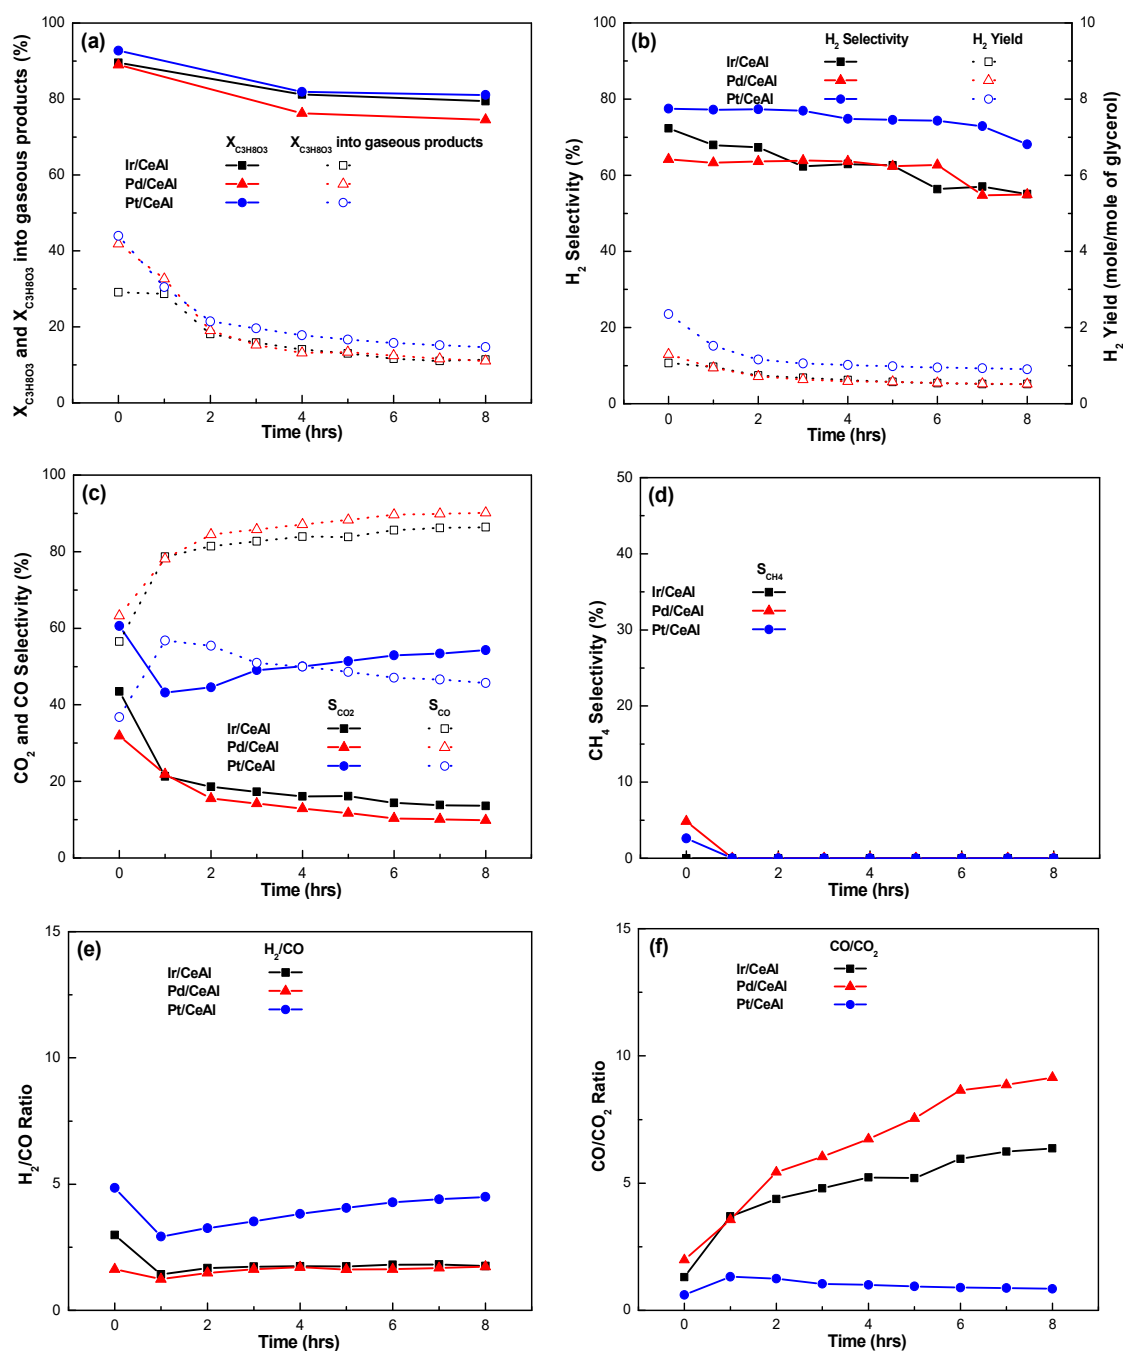 (a)
X_C3H8O3 and X_C3H8O3 into gaseous products (%)
100
80
60
40
20
0
X_C3H8O3 X_C3H8O3 into gaseous products
Ir/CeAl
Pd/CeAl
Pt/CeAl
0 2 4 6 8
Time (hrs)
(b)
H2 Selectivity (%)
100
80
60
40
20
0
H2 Selectivity H2 Yield
Ir/CeAl
Pd/CeAl
Pt/CeAl
10
8
6
4
2
0
H2 Yield (mole/mole of glycerol)
0 2 4 6 8
Time (hrs)
(c)
CO2 and CO Selectivity (%)
100
80
60
40
20
0
S_CO2 S_CO
Ir/CeAl
Pd/CeAl
Pt/CeAl
0 2 4 6 8
Time (hrs)
(d)
CH4 Selectivity (%)
50
40
30
20
10
0
S_CH4
Ir/CeAl
Pd/CeAl
Pt/CeAl
0 2 4 6 8
Time (hrs)
(e)
H2/CO Ratio
15
10
5
0
H2/CO
Ir/CeAl
Pd/CeAl
Pt/CeAl
0 2 4 6 8
Time (hrs)
(f)
CO/CO2 Ratio
15
10
5
0
CO/CO2
Ir/CeAl
Pd/CeAl
Pt/CeAl
0 2 4 6 8
Time (hrs)